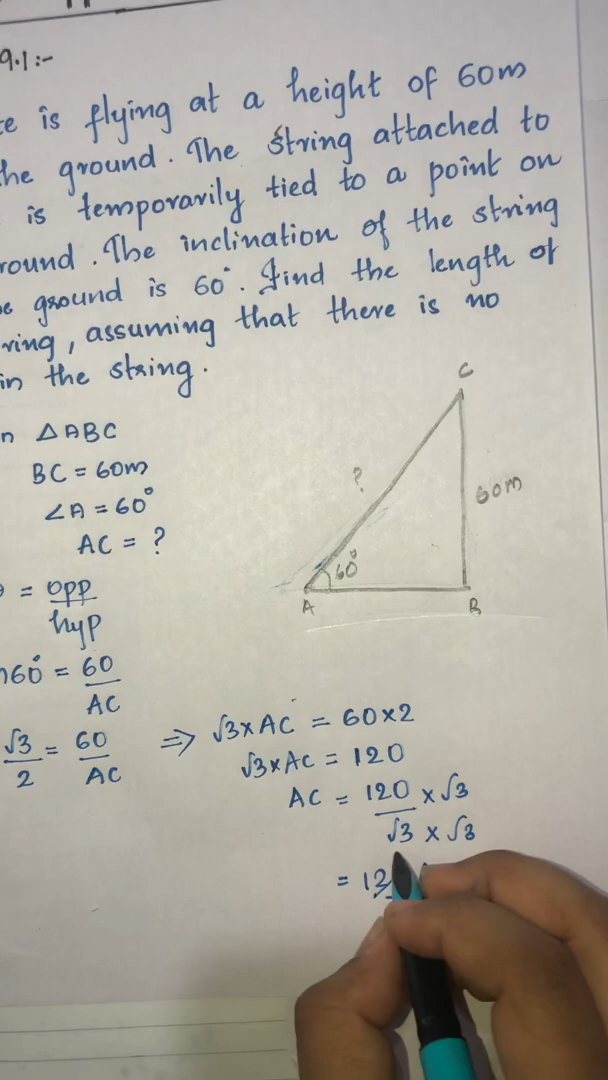 9.1:-
te is flying at a height of 60m
the ground. The string attached to
is temporarily tied to a point on
round. The inclination of the string
ground is 60°. Find the length of
ring, assuming that there is no
in the string.
n △ABC
BC = 60m
∠A = 60°
AC = ?
= opp/hyp
n60° = 60/AC
√3/2 = 60/AC
⇒ √3×AC = 60×2
√3×AC = 120
AC = 120/√3 × √3/√3
= 12
C
?
60m
60°
A
B